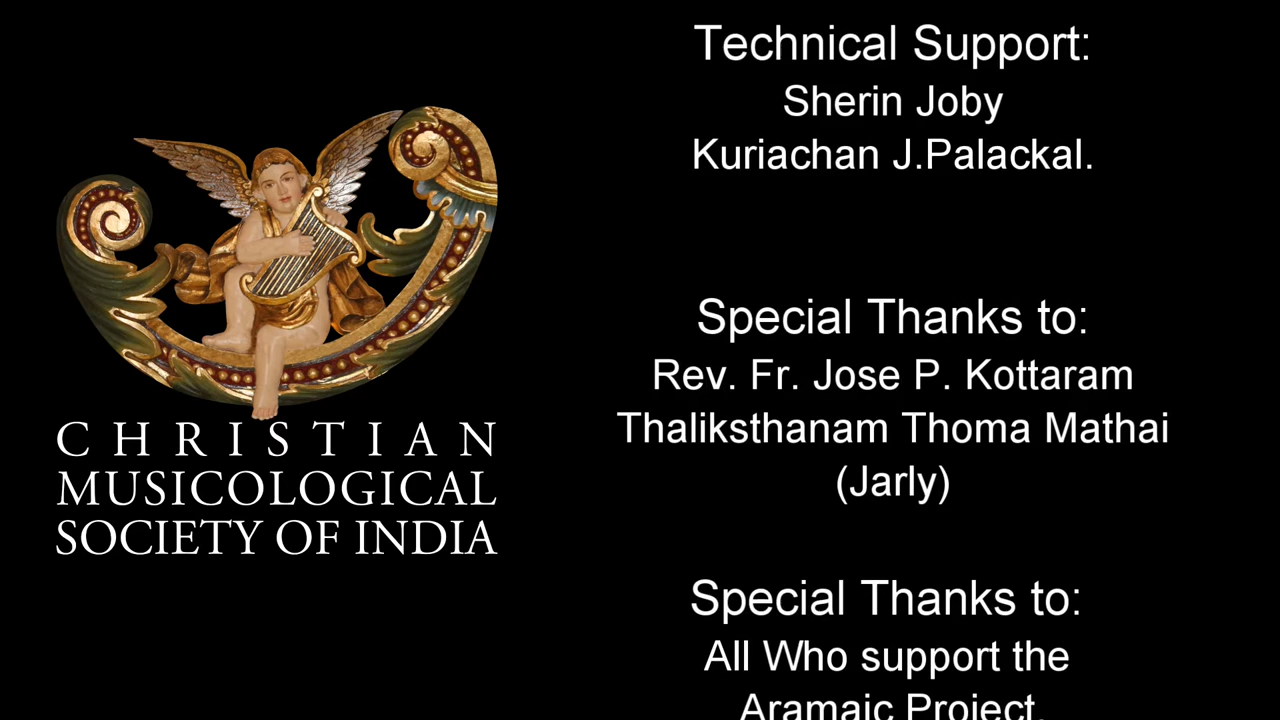 CHRISTIAN
MUSICOLOGICAL
SOCIETY OF INDIA
Technical Support:
Sherin Joby
Kuriachan J.Palackal.
Special Thanks to:
Rev. Fr. Jose P. Kottaram
Thaliksthanam Thoma Mathai
(Jarly)
Special Thanks to:
All Who support the
Aramaic Project.